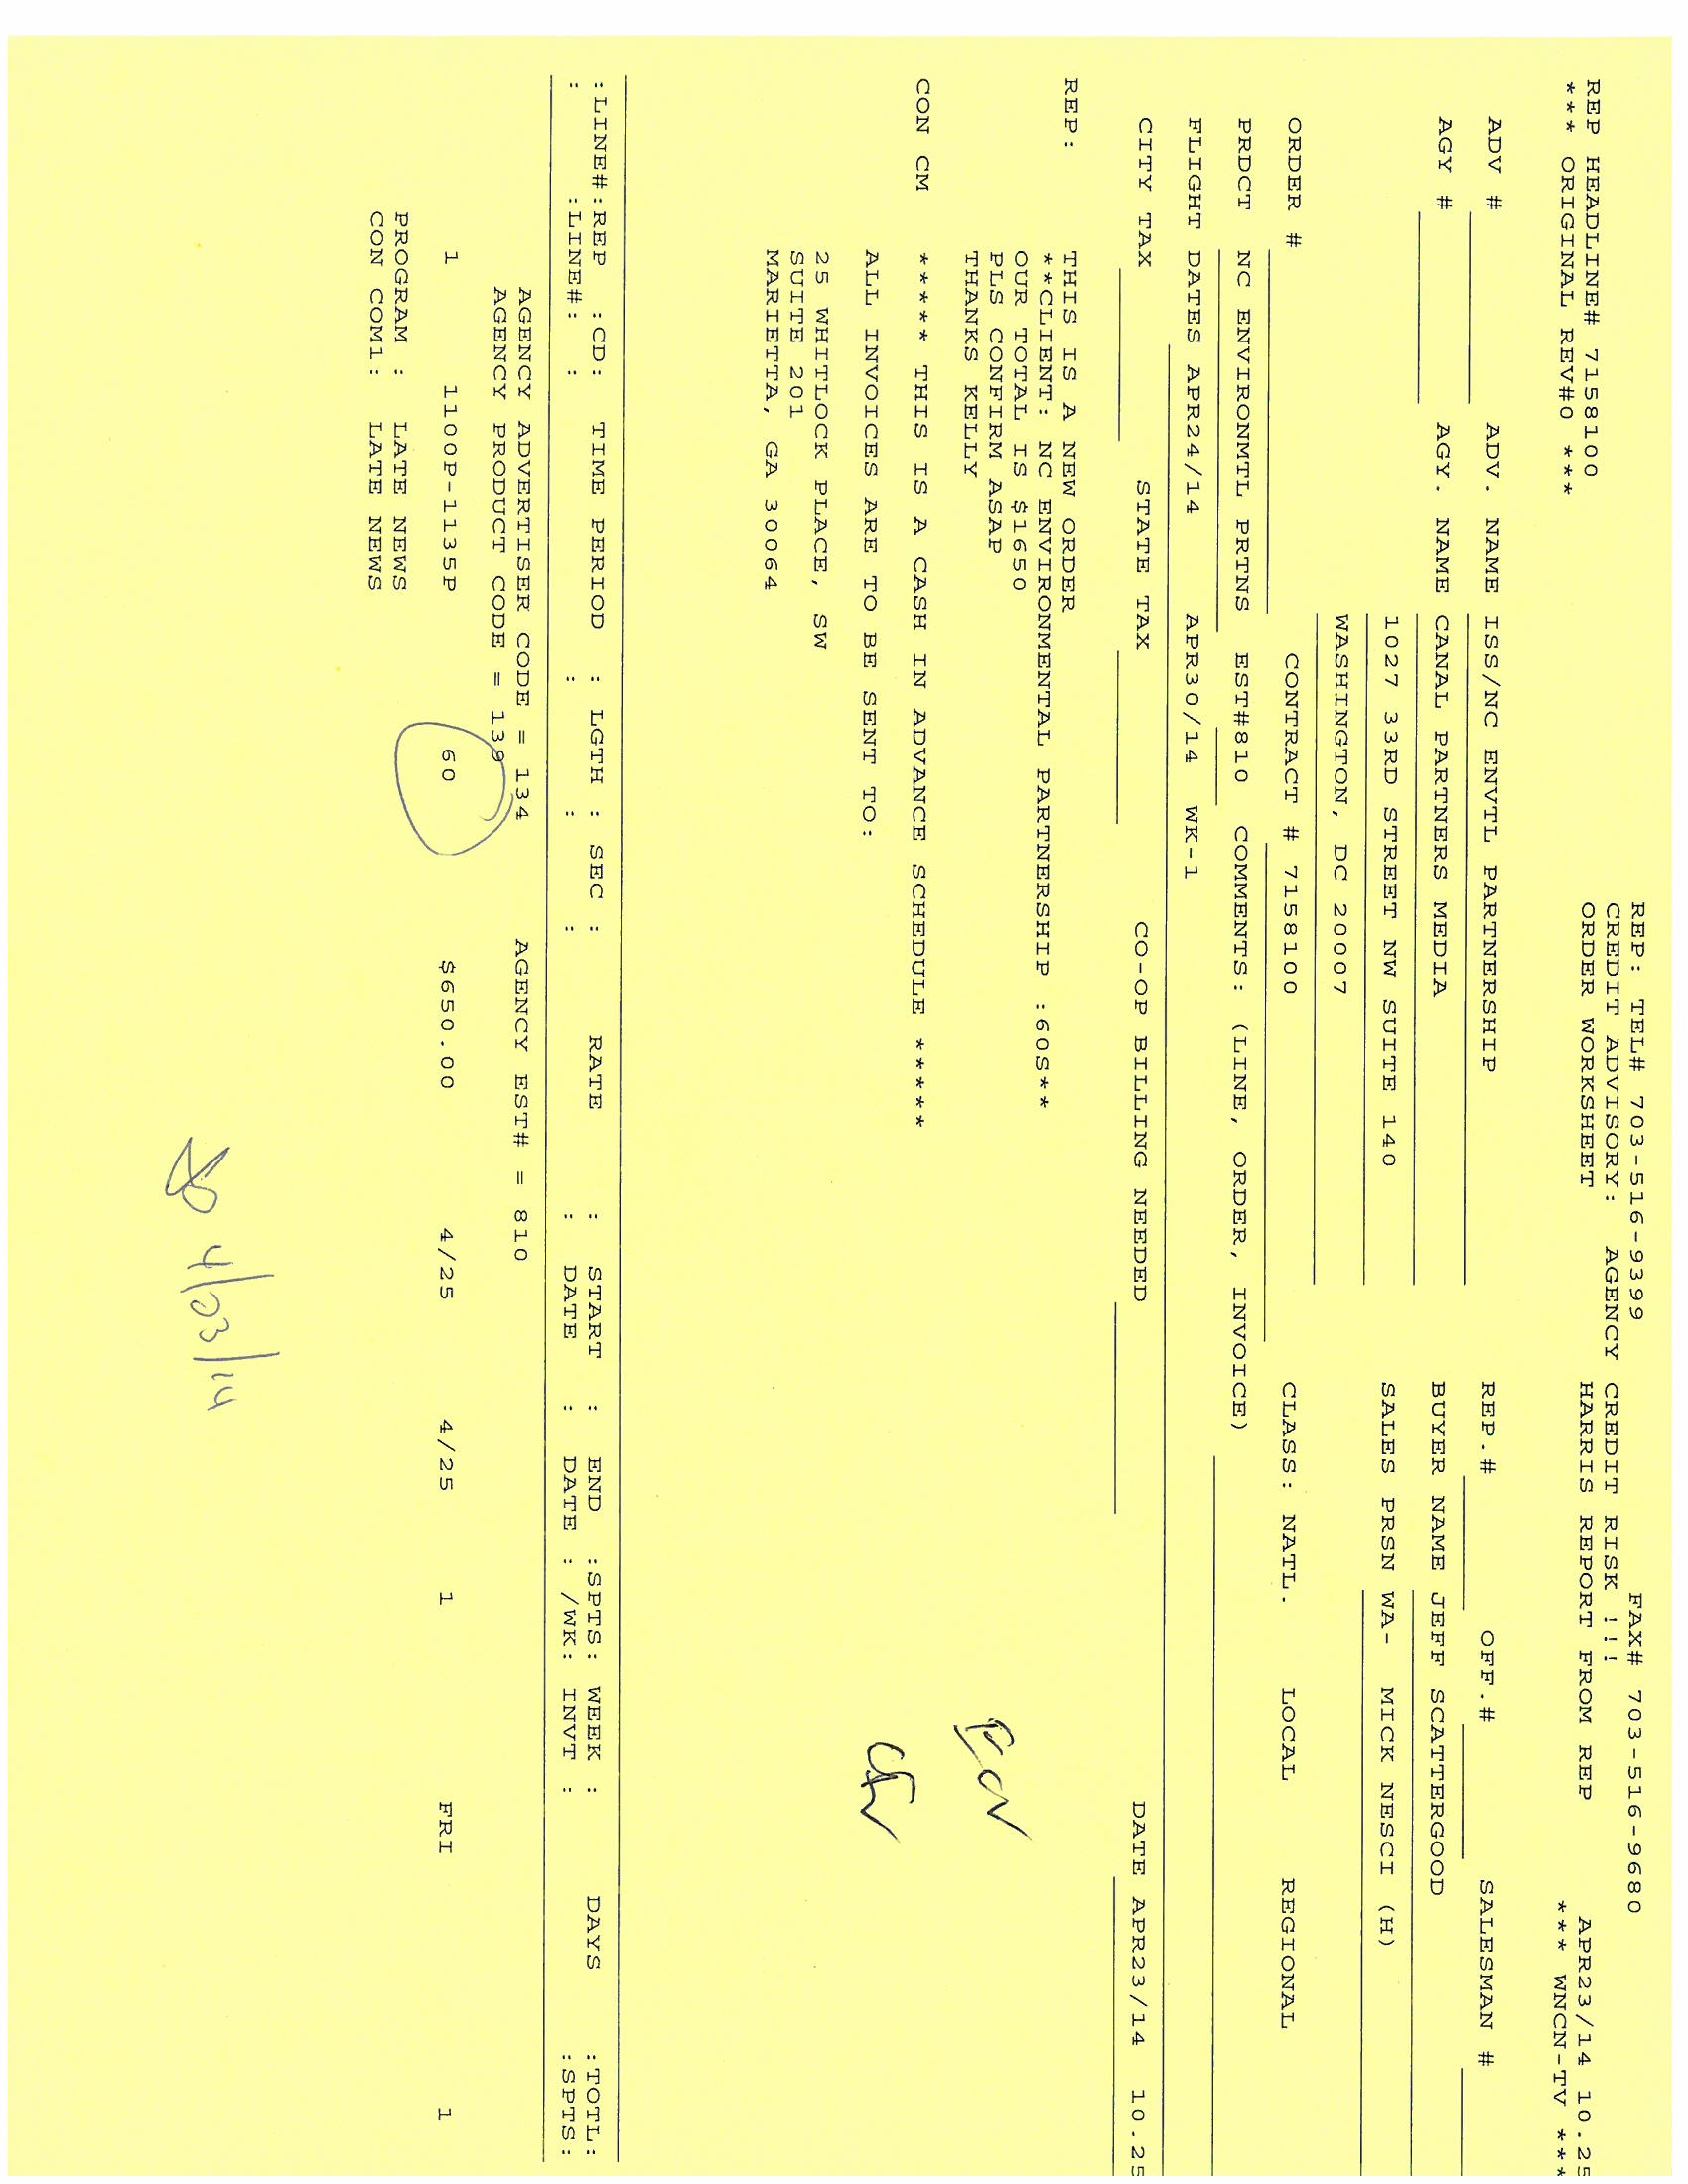 REP: TEL# 703-516-9399 FAX# 703-516-9680
CREDIT ADVISORY: AGENCY CREDIT RISK !!!
REP HEADLINE# 7158100 ORDER WORKSHEET HARRIS REPORT FROM REP APR23/14 10.25
*** ORIGINAL REV#0 *** *** WNCN-TV ***
ADV # ADV. NAME ISS/NC ENVTL PARTNERSHIP REP.# OFF.# SALESMAN #
AGY # AGY. NAME CANAL PARTNERS MEDIA BUYER NAME JEFF SCATTERGOOD
1027 33RD STREET NW SUITE 140 SALES PRSN WA- MICK NESCI (H)
WASHINGTON, DC 20007
ORDER # CONTRACT # 7158100 CLASS: NATL. LOCAL REGIONAL
PRDCT NC ENVIRONMTL PRTNS EST#810 COMMENTS: (LINE, ORDER, INVOICE)
FLIGHT DATES APR24/14 APR30/14 WK-1
CITY TAX STATE TAX CO-OP BILLING NEEDED DATE APR23/14 10.25
REP: THIS IS A NEW ORDER
**CLIENT: NC ENVIRONMENTAL PARTNERSHIP :60S**
OUR TOTAL IS $1650
PLS CONFIRM ASAP
THANKS KELLY
CON CM ***** THIS IS A CASH IN ADVANCE SCHEDULE *****
ALL INVOICES ARE TO BE SENT TO:
25 WHITLOCK PLACE, SW
SUITE 201
MARIETTA, GA 30064
:LINE#:REP :CD: TIME PERIOD : LGTH : SEC : RATE : START : END :SPTS: WEEK : DAYS :TOTL:
: :LINE#: : : : : : DATE : DATE : /WK: INVT : :SPTS:
AGENCY ADVERTISER CODE = 134 AGENCY EST# = 810
AGENCY PRODUCT CODE = 139
1 1100P-1135P 60 $650.00 4/25 4/25 1 FRI 1
PROGRAM : LATE NEWS
CON COM1: LATE NEWS
4/23/14